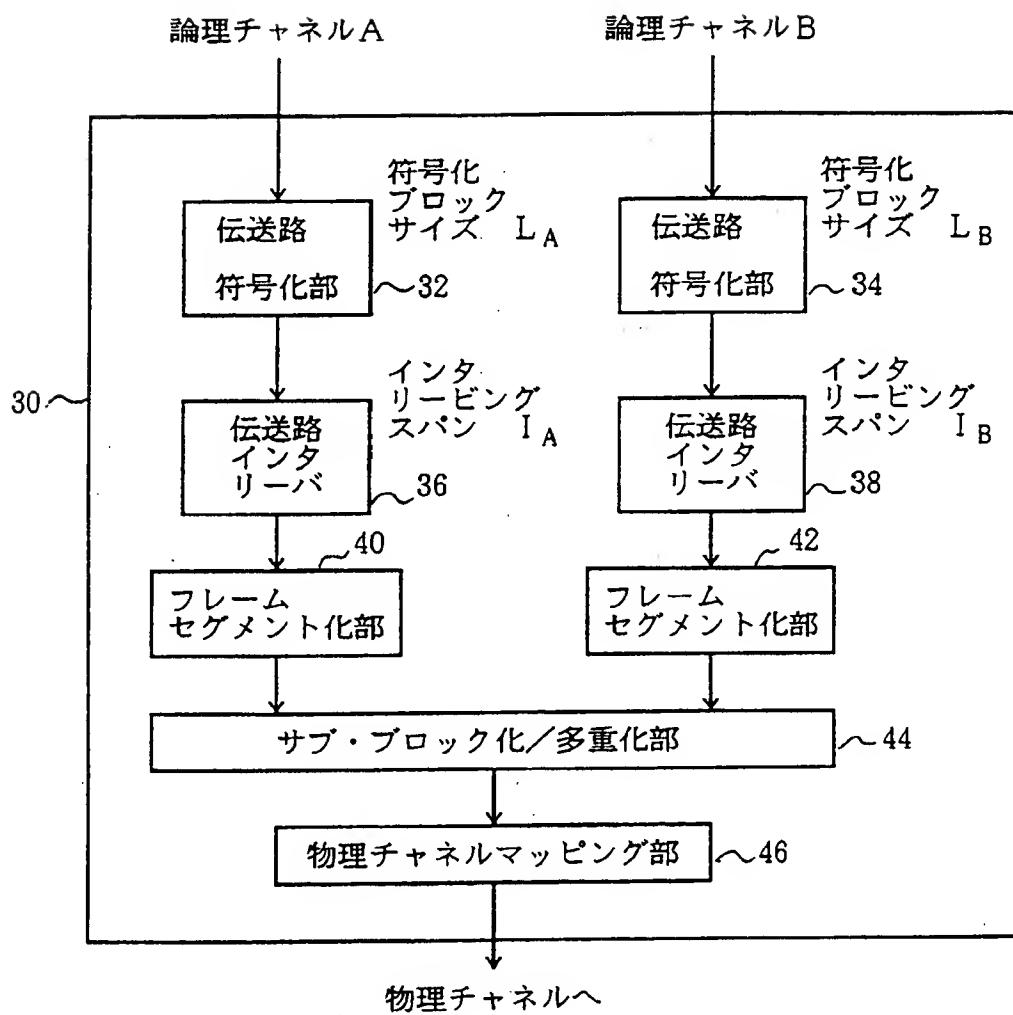 論理チャネルA
論理チャネルB
符号化
ブロック
サイズ LA
伝送路
符号化部
32
符号化
ブロック
サイズ LB
伝送路
符号化部
34
30
インタ
リービング
スパン IA
伝送路
インタ
リーバ
36
インタ
リービング
スパン IB
伝送路
インタ
リーバ
38
40
フレーム
セグメント化部
42
フレーム
セグメント化部
サブ・ブロック化／多重化部
44
物理チャネルマッピング部
46
物理チャネルへ